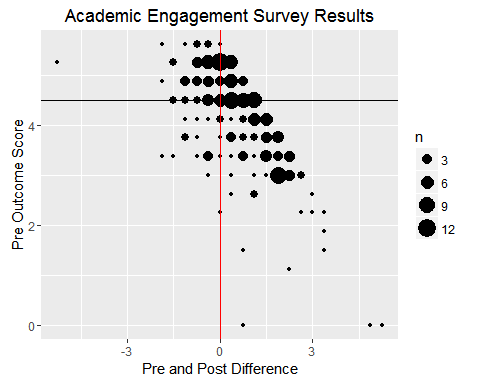 Academic Engagement Survey Results
Pre Outcome Score
4
2
0
-3
0
3
Pre and Post Difference
n
3
6
9
12